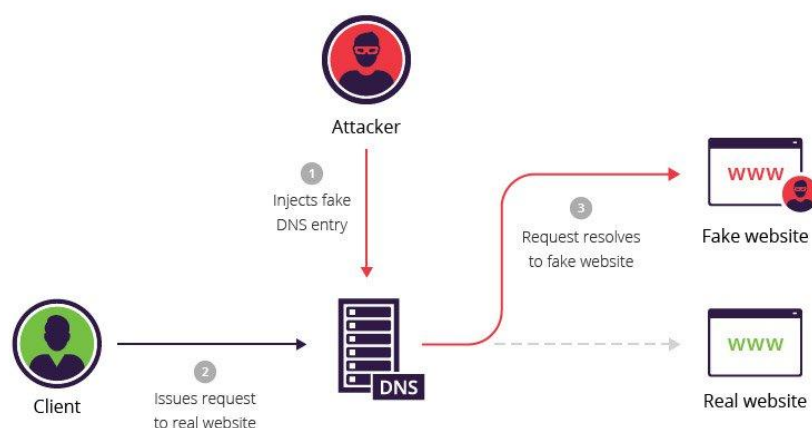 Attacker
1
Injects fake
DNS entry
www
3
Request resolves
to fake website
Fake website
DNS
www
Client
2
Issues request
to real website
Real website